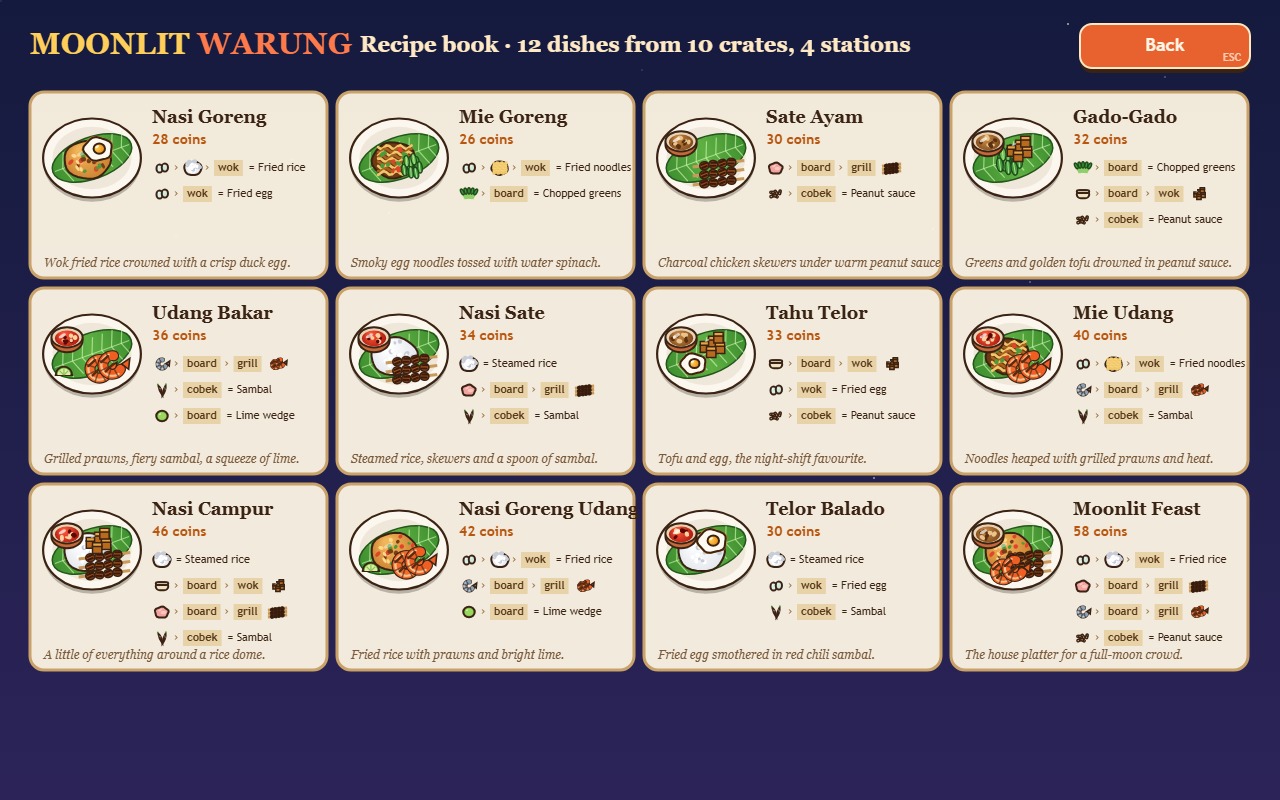 MOONLIT WARUNG Recipe book · 12 dishes from 10 crates, 4 stations
Back
ESC
Nasi Goreng
28 coins
› › wok = Fried rice
› wok = Fried egg
Wok fried rice crowned with a crisp duck egg.
Mie Goreng
26 coins
› › wok = Fried noodles
› board = Chopped greens
Smoky egg noodles tossed with water spinach.
Sate Ayam
30 coins
› board › grill
› cobek = Peanut sauce
Charcoal chicken skewers under warm peanut sauce
Gado-Gado
32 coins
› board = Chopped greens
› board › wok
› cobek = Peanut sauce
Greens and golden tofu drowned in peanut sauce.
Udang Bakar
36 coins
› board › grill
› cobek = Sambal
› board = Lime wedge
Grilled prawns, fiery sambal, a squeeze of lime.
Nasi Sate
34 coins
= Steamed rice
› board › grill
› cobek = Sambal
Steamed rice, skewers and a spoon of sambal.
Tahu Telor
33 coins
› board › wok
› wok = Fried egg
› cobek = Peanut sauce
Tofu and egg, the night-shift favourite.
Mie Udang
40 coins
› › wok = Fried noodles
› board › grill
› cobek = Sambal
Noodles heaped with grilled prawns and heat.
Nasi Campur
46 coins
= Steamed rice
› board › wok
› board › grill
› cobek = Sambal
A little of everything around a rice dome.
Nasi Goreng Udang
42 coins
› › wok = Fried rice
› board › grill
› board = Lime wedge
Fried rice with prawns and bright lime.
Telor Balado
30 coins
= Steamed rice
› wok = Fried egg
› cobek = Sambal
Fried egg smothered in red chili sambal.
Moonlit Feast
58 coins
› › wok = Fried rice
› board › grill
› board › grill
› cobek = Peanut sauce
The house platter for a full-moon crowd.